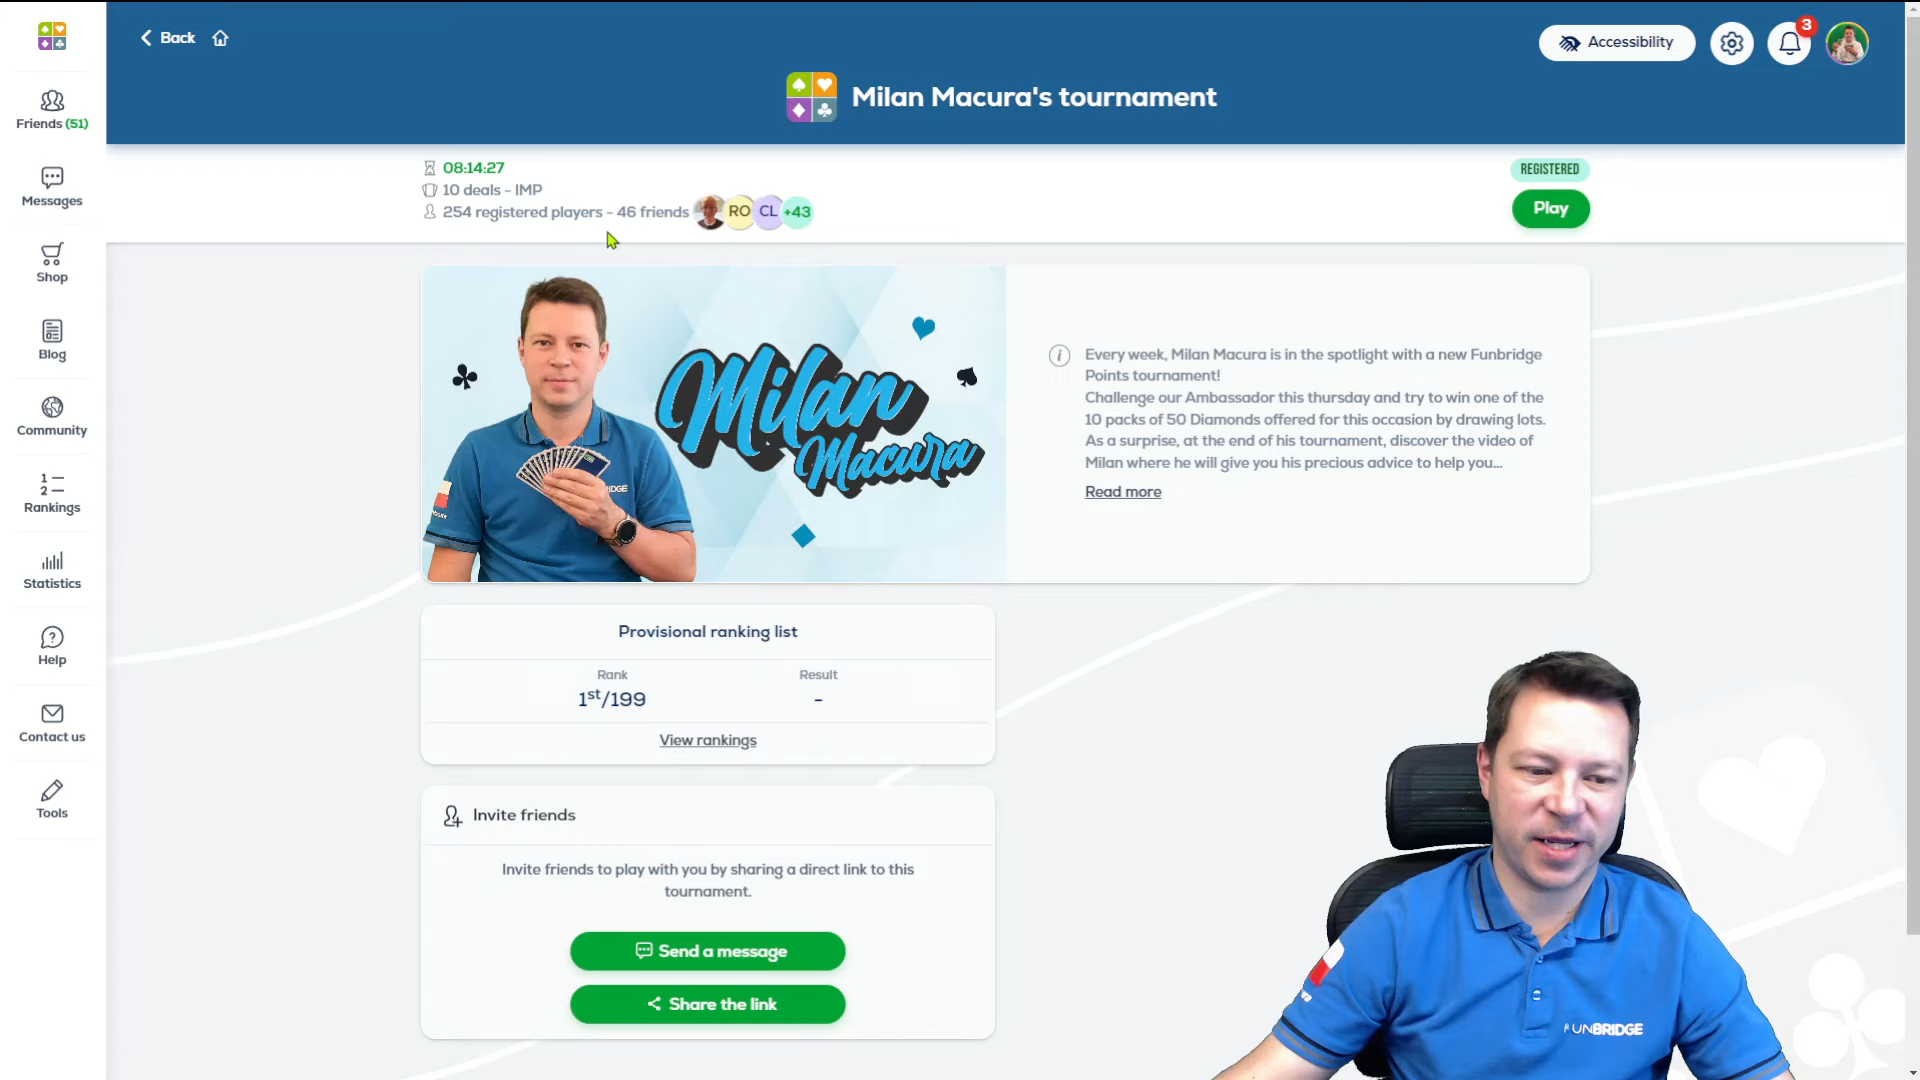 Back
Accessibility
3
Milan Macura's tournament
Friends (51)
Messages
Shop
Blog
Community
1
2
Rankings
Statistics
Help
Contact us
Tools
08:14:27
10 deals - IMP
254 registered players - 46 friends RO CL +43
REGISTERED
Play
Milan
Macura
BRIDGE
Every week, Milan Macura is in the spotlight with a new Funbridge
Points tournament!
Challenge our Ambassador this thursday and try to win one of the
10 packs of 50 Diamonds offered for this occasion by drawing lots.
As a surprise, at the end of his tournament, discover the video of
Milan where he will give you his precious advice to help you...
Read more
Provisional ranking list
Rank
Result
1st/199
-
View rankings
Invite friends
Invite friends to play with you by sharing a direct link to this
tournament.
Send a message
Share the link
UNBRIDGE